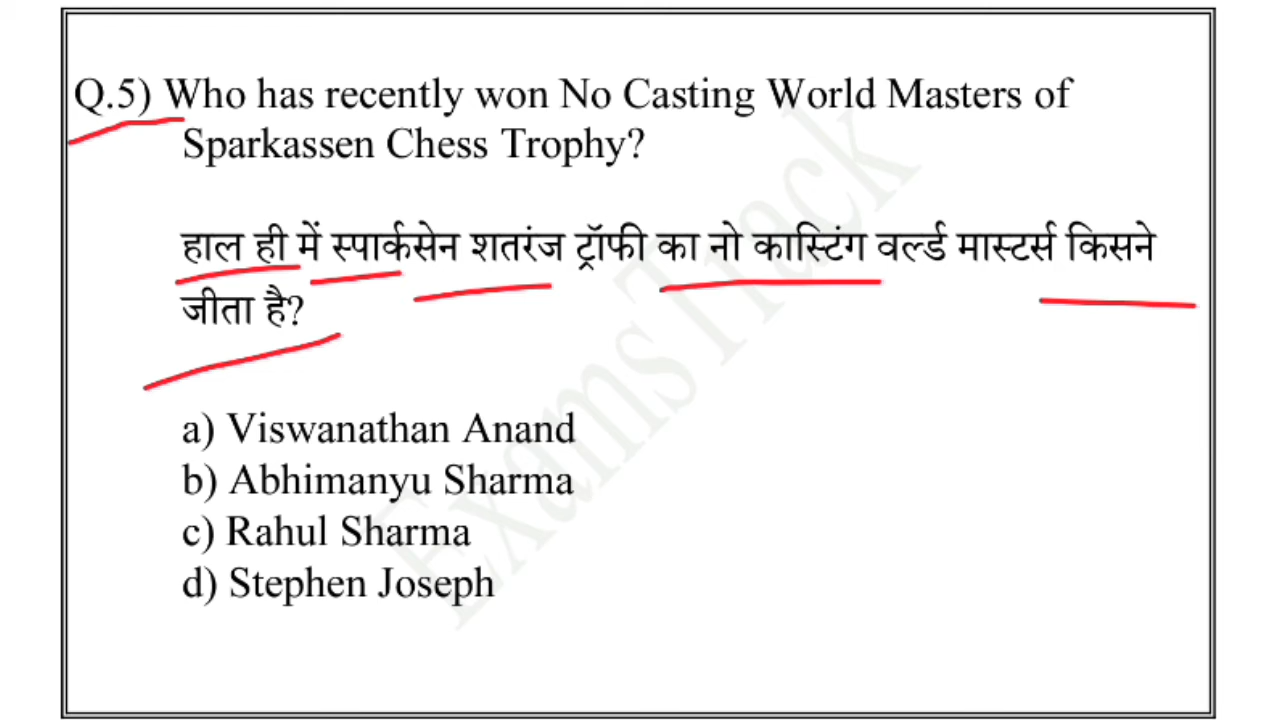 Q.5) Who has recently won No Casting World Masters of
Sparkassen Chess Trophy?
हाल ही में स्पार्कसेन शतरंज ट्रॉफी का नो कास्टिंग वर्ल्ड मास्टर्स किसने
जीता है?
a) Viswanathan Anand
b) Abhimanyu Sharma
c) Rahul Sharma
d) Stephen Joseph
ExamsTrack